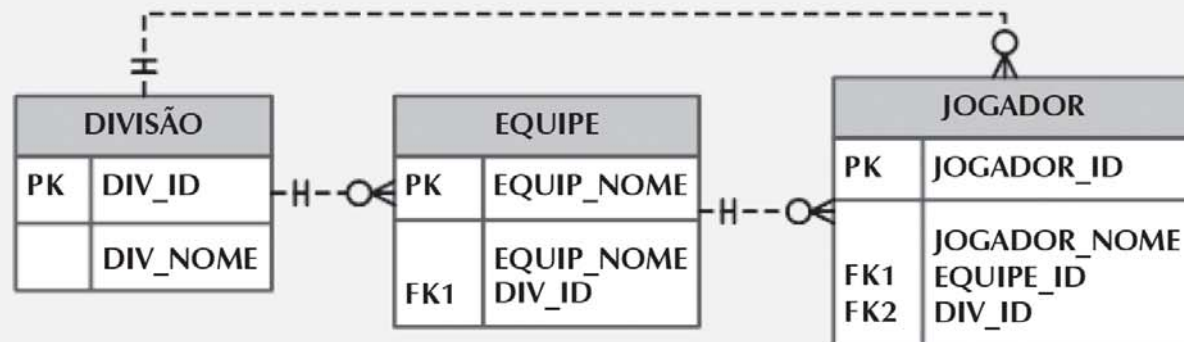 DIVISÃO
PK DIV_ID
DIV_NOME
EQUIPE
PK EQUIP_NOME
EQUIP_NOME
FK1 DIV_ID
JOGADOR
PK JOGADOR_ID
JOGADOR_NOME
FK1 EQUIPE_ID
FK2 DIV_ID